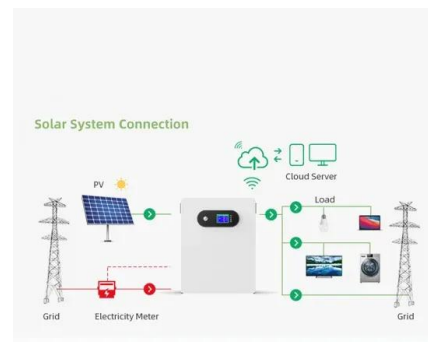 Solar System Connection
Cloud Server
PV
Load
Grid
Electricity Meter
Grid